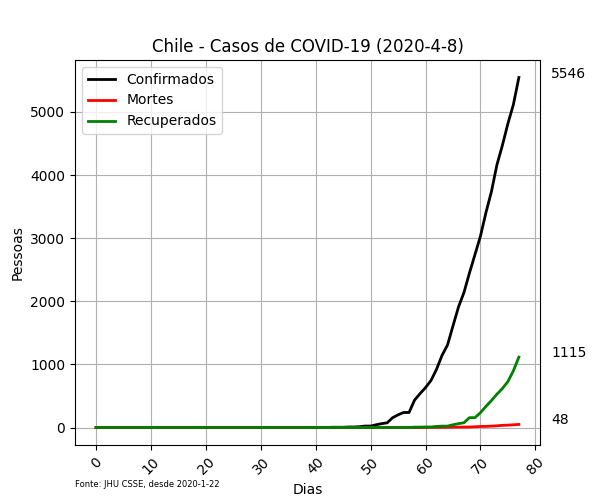 Chile - Casos de COVID-19 (2020-4-8)
Confirmados
Mortes
Recuperados
5546
1115
48
Pessoas
5000
4000
3000
2000
1000
0
0 10 20 30 40 50 60 70 80
Fonte: JHU CSSE, desde 2020-1-22
Dias